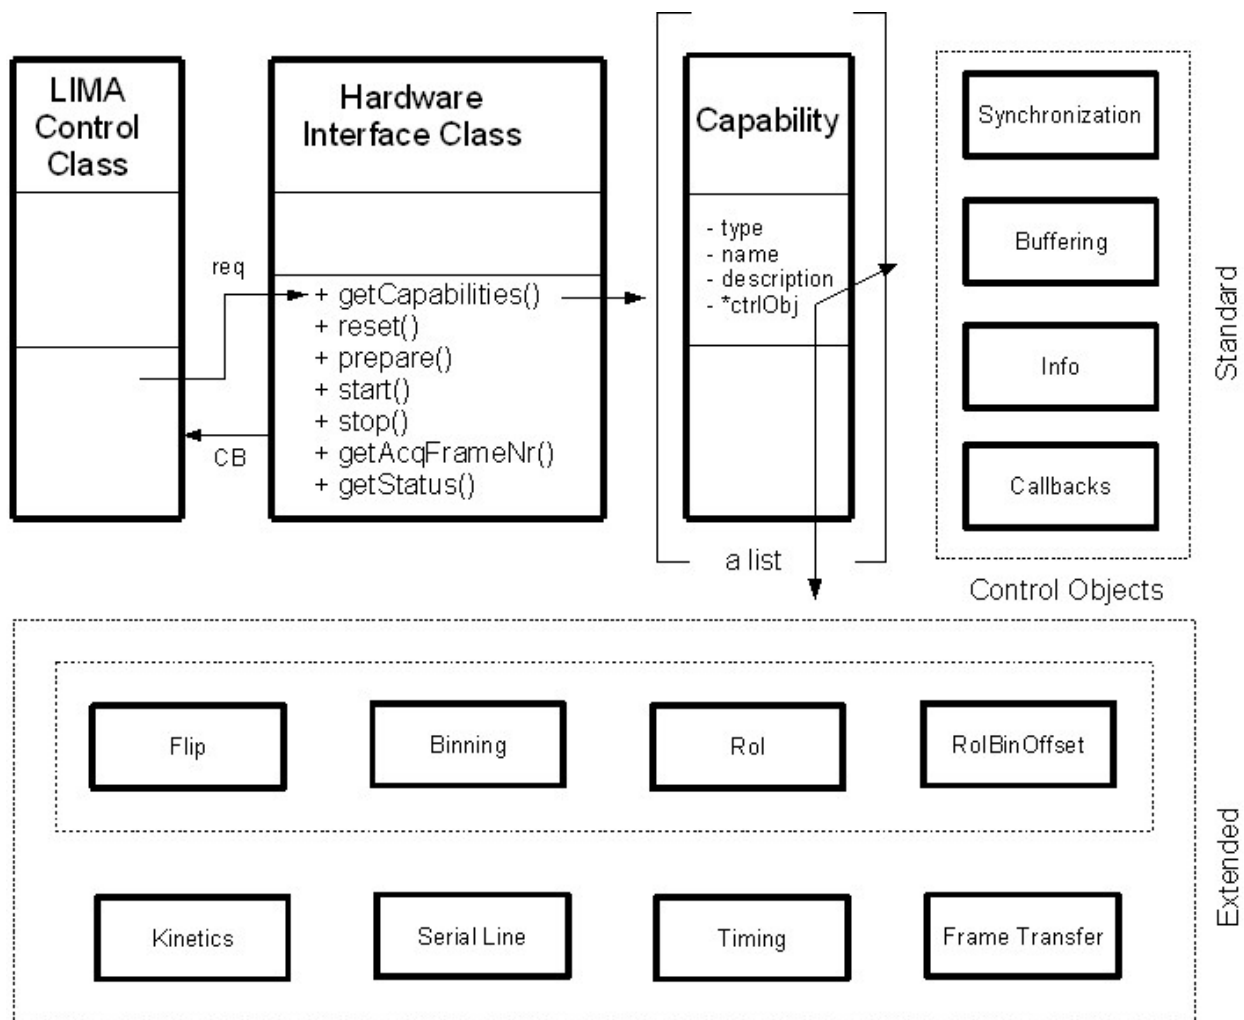 LIMA
Control
Class
Hardware
Interface Class
req
CB
+ getCapabilities()
+ reset()
+ prepare()
+ start()
+ stop()
+ getAcqFrameNr()
+ getStatus()
Capability
- type
- name
- description
- *ctrlObj
a list
Synchronization
Buffering
Info
Callbacks
Standard
Control Objects
Flip
Binning
RoI
RoIBinOffset
Kinetics
Serial Line
Timing
Frame Transfer
Extended